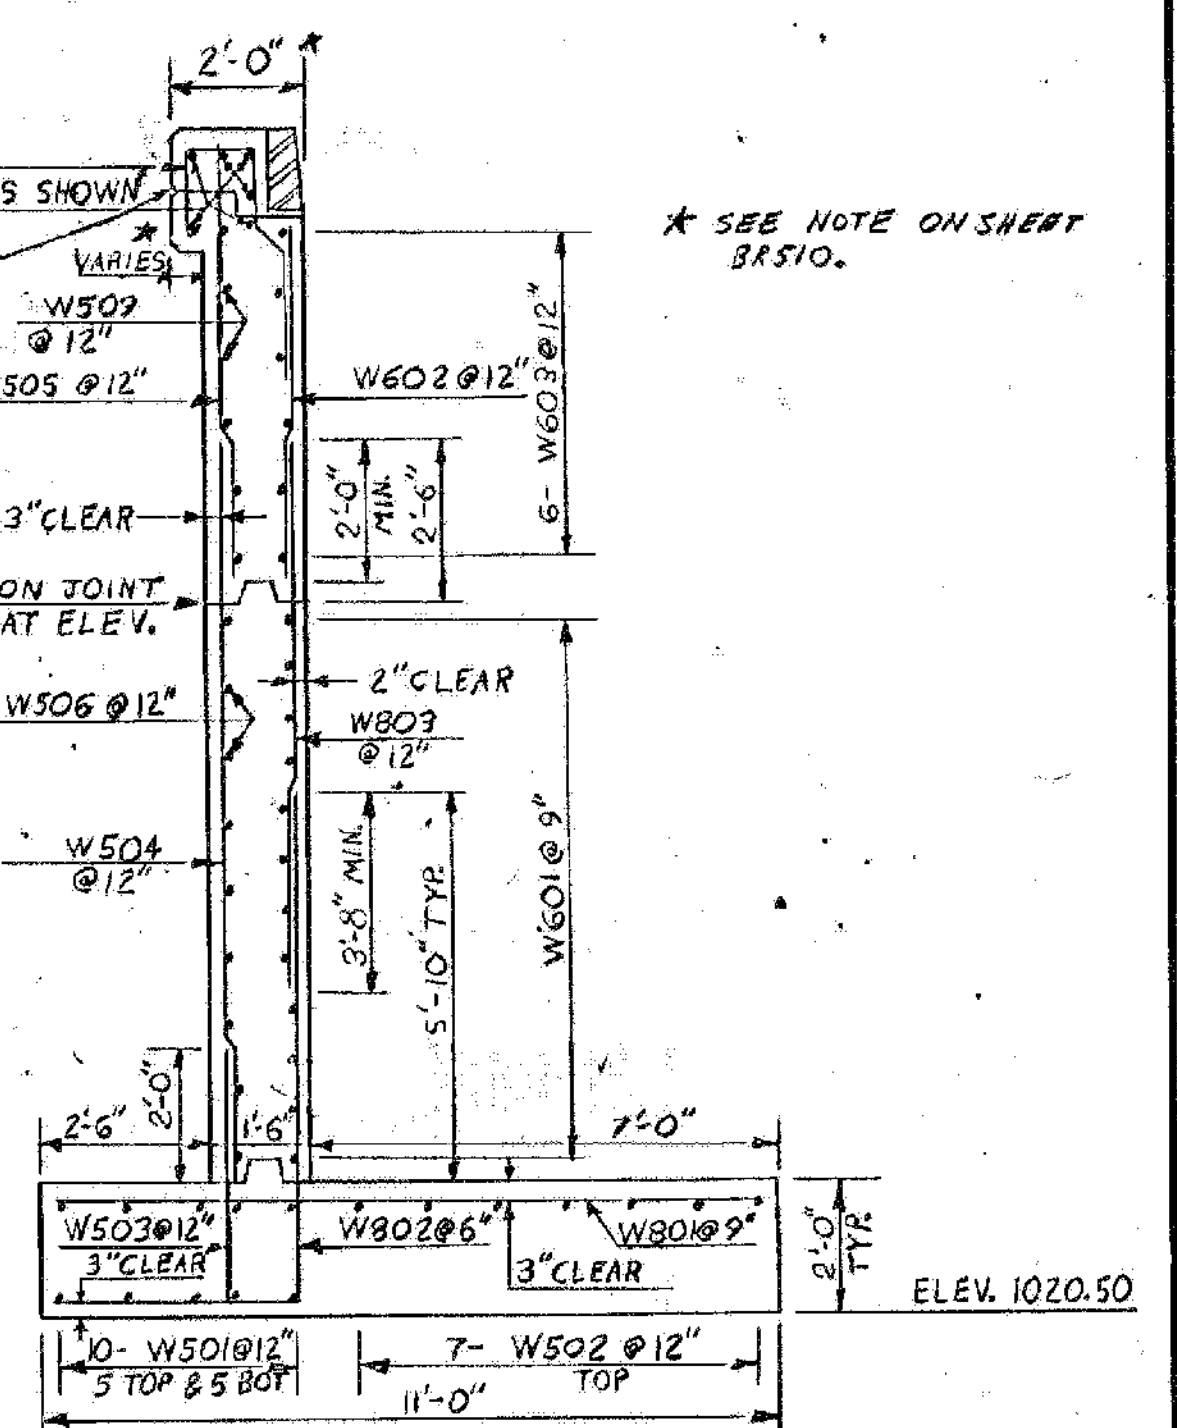 2'-0" *
S SHOWN
*
VARIES
* SEE NOTE ON SHEET
BR510.
W509
@ 12"
505 @ 12"
W602 @ 12"
6- W603 @ 12"
3" CLEAR
2'-0"
MIN.
2'-6"
ON JOINT
AT ELEV.
2" CLEAR
W506 @ 12"
W803
@ 12"
W504
@ 12"
3'-8" MIN.
5'-10" TYP.
W601 @ 9"
2'-0"
2'-6"
1'-6"
7'-0"
W503@12"
W802@6"
W801@9"
3" CLEAR
3" CLEAR
2'-0"
TYP.
ELEV. 1020.50
10- W501@12"
5 TOP & 5 BOT
7- W502 @ 12"
TOP
11'-0"